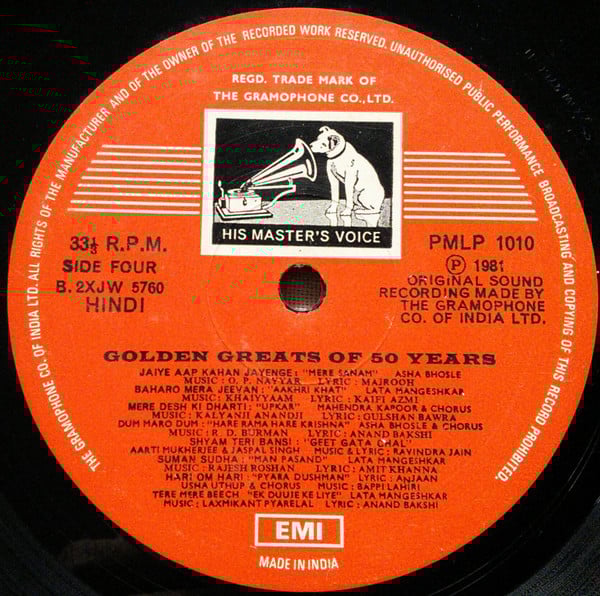 THE GRAMOPHONE CO. OF INDIA LTD. ALL RIGHTS OF THE MANUFACTURER AND OF THE OWNER OF THE RECORDED WORK RESERVED. UNAUTHORISED PUBLIC PERFORMANCE BROADCASTING AND COPYING OF THIS RECORD PROHIBITED.
REGD. TRADE MARK OF
THE GRAMOPHONE CO., LTD.
HIS MASTER'S VOICE
33⅓ R.P.M.
SIDE FOUR
B. 2XJW 5760
HINDI
PMLP 1010
Ⓟ 1981
ORIGINAL SOUND
RECORDING MADE BY
THE GRAMOPHONE
CO. OF INDIA LTD.
GOLDEN GREATS OF 50 YEARS
JAIYE AAP KAHAN JAYENGE : "MERE SANAM" ASHA BHOSLE
MUSIC : O. P. NAYYAR LYRIC : MAJROOH
BAHARO MERA JEEVAN : "AAKHRI KHAT" LATA MANGESHKAR
MUSIC : KHAIYYAAM LYRIC : KAIFI AZMI
MERE DESH KI DHARTI : "UPKAR" MAHENDRA KAPOOR & CHORUS
MUSIC : KALYANJI ANANDJI LYRIC : GULSHAN BAWRA
DUM MARO DUM : "HARE RAMA HARE KRISHNA" ASHA BHOSLE & CHORUS
MUSIC : R. D. BURMAN LYRIC : ANAND BAKSHI
SHYAM TERI BANSI : "GEET GATA CHAL"
AARTI MUKHERJEE & JASPAL SINGH MUSIC & LYRIC : RAVINDRA JAIN
SUMAN SUDHA : "MAN PASAND" LATA MANGESHKAR
MUSIC : RAJESH ROSHAN LYRIC : AMIT KHANNA
HARI OM HARI : "PYARA DUSHMAN" LYRIC : ANJAAN
USHA UTHUP & CHORUS MUSIC : BAPPI LAHIRI
TERE MERE BEECH "EK DUUJE KE LIYE" LATA MANGESHKAR
MUSIC : LAXMIKANT PYARELAL LYRIC : ANAND BAKSHI
EMI
MADE IN INDIA